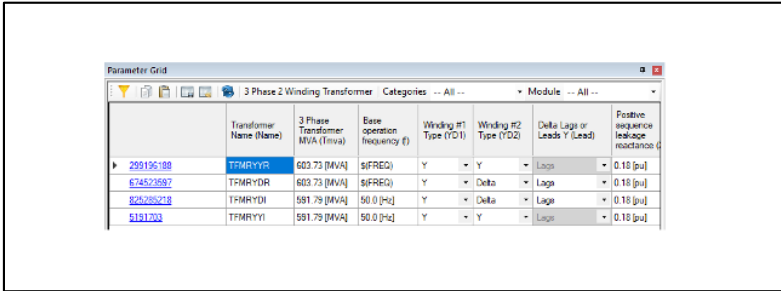 Parameter Grid
3 Phase 2 Winding Transformer Categories -- All -- Module -- All --
Transformer Name (Name) 3 Phase Transformer MVA (Tmva) Base operation frequency (f) Winding #1 Type (YD1) Winding #2 Type (YD2) Delta Lags or Leads Y (Lead) Positive sequence leakage reactance (
299196188 TFMRYYR 603.73 [MVA] $(FREQ) Y Y Lags 0.18 [pu]
674523597 TFMRYDR 603.73 [MVA] $(FREQ) Y Delta Lags 0.18 [pu]
825285218 TFMRYDI 591.79 [MVA] 50.0 [Hz] Y Delta Lags 0.18 [pu]
5191703 TFMRYYI 591.79 [MVA] 50.0 [Hz] Y Y Lags 0.18 [pu]